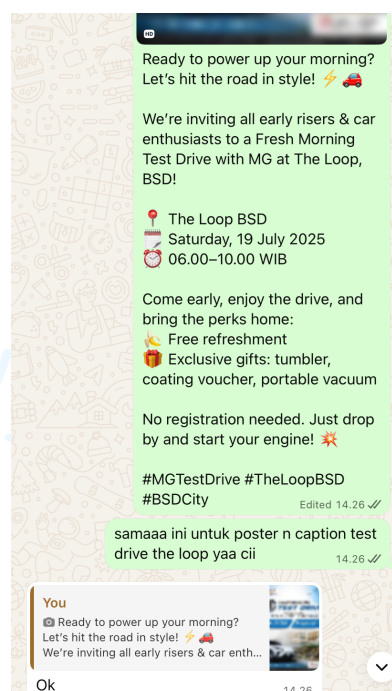 HD
Ready to power up your morning?
Let's hit the road in style! ⚡🚗
We're inviting all early risers & car
enthusiasts to a Fresh Morning
Test Drive with MG at The Loop,
BSD!
📍 The Loop BSD
🗓️ Saturday, 19 July 2025
⏰ 06.00–10.00 WIB
Come early, enjoy the drive, and
bring the perks home:
🍌 Free refreshment
🎁 Exclusive gifts: tumbler,
coating voucher, portable vacuum
No registration needed. Just drop
by and start your engine! 💥
#MGTestDrive #TheLoopBSD
#BSDCity
Edited 14.26
samaaa ini untuk poster n caption test
drive the loop yaa cii
14.26
You
📷 Ready to power up your morning?
Let's hit the road in style! ⚡🚗
We're inviting all early risers & car enth...
Ok
14.26